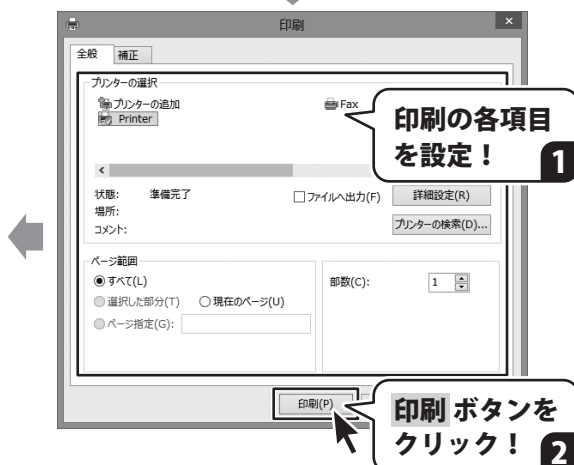 印刷
全般 補正
プリンターの選択
プリンターの追加 Fax
Printer
印刷の各項目
を設定！ 1
状態: 準備完了 ファイルへ出力(F) 詳細設定(R)
場所:
コメント: プリンターの検索(D)...
ページ範囲
すべて(L) 部数(C): 1
選択した部分(T) 現在のページ(U)
ページ指定(G):
印刷(P)
印刷 ボタンを
クリック！ 2